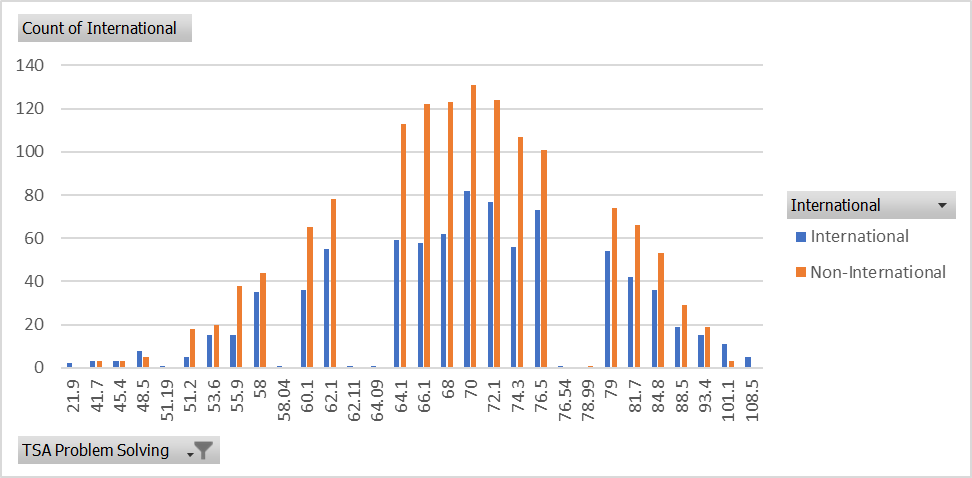 Count of International
140
120
100
80
60
40
20
0
21.9 41.7 45.4 48.5 51.19 51.2 53.6 55.9 58 58.04 60.1 62.1 62.11 64.09 64.1 66.1 68 70 72.1 74.3 76.5 76.54 78.99 79 81.7 84.8 88.5 93.4 101.1 108.5
International
International
Non-International
TSA Problem Solving